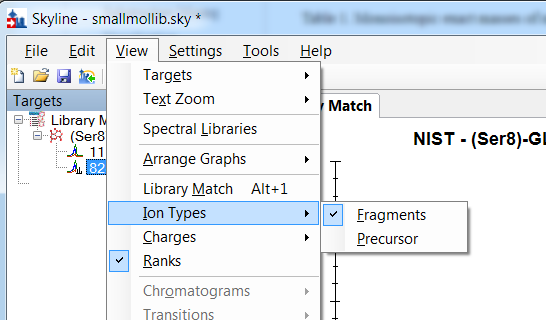 Skyline - smallmollib.sky *
Table 1. Monoisotopic exact masses of
File Edit View Settings Tools Help
Targets
Targets
Text Zoom
Spectral Libraries
Arrange Graphs
Library Match Alt+1
Ion Types
Charges
Ranks
Chromatograms
Transitions
Fragments
Precursor
Library M
(Ser8
11
82
y Match
NIST - (Ser8)-GL